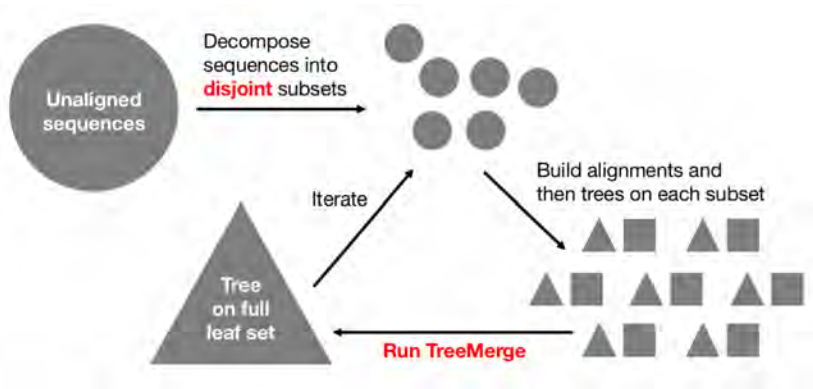 Unaligned
sequences
Decompose
sequences into
disjoint subsets
Build alignments and
then trees on each subset
Iterate
Tree
on full
leaf set
Run TreeMerge